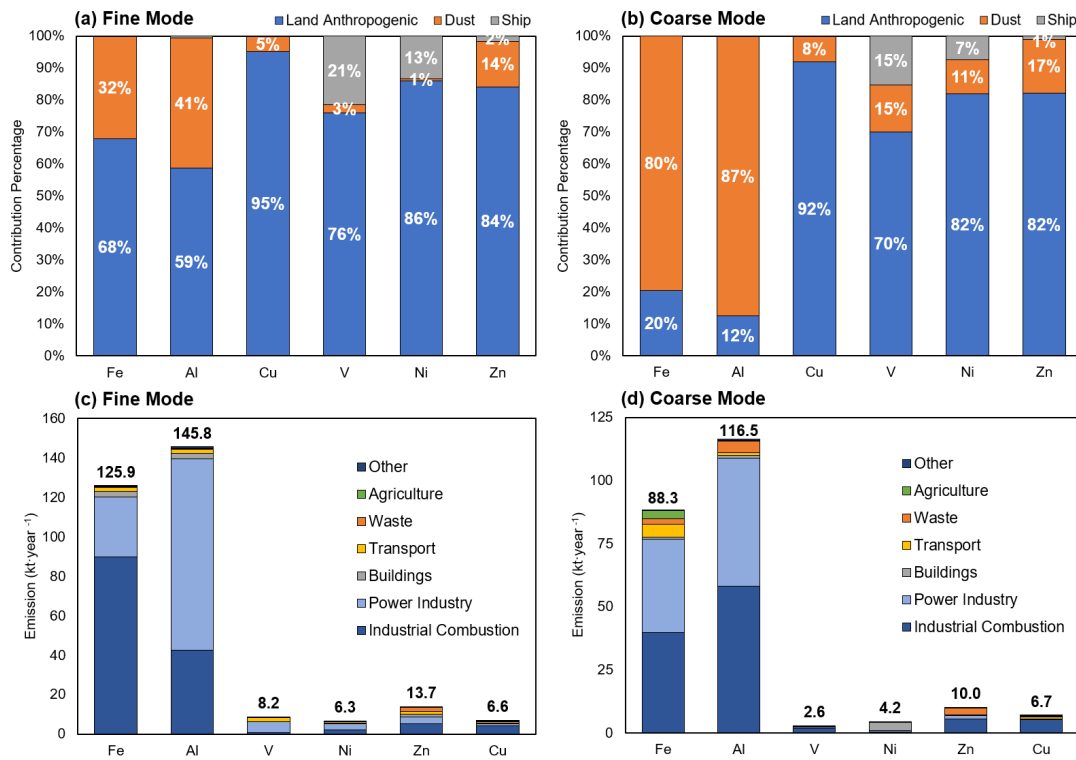 (a) Fine Mode
Land Anthropogenic Dust Ship
Contribution Percentage
100%
90%
80%
70%
60%
50%
40%
30%
20%
10%
0%
32% 41% 5% 21% 13% 2%
3% 1% 14%
68% 59% 95% 76% 86% 84%
Fe Al Cu V Ni Zn
(b) Coarse Mode
Land Anthropogenic Dust Ship
Contribution Percentage
100%
90%
80%
70%
60%
50%
40%
30%
20%
10%
0%
80% 87% 8% 15% 7% 1%
15% 11% 17%
20% 12% 92% 70% 82% 82%
Fe Al Cu V Ni Zn
(c) Fine Mode
Emission (kt·year⁻¹)
160
140
120
100
80
60
40
20
0
125.9 145.8 8.2 6.3 13.7 6.6
Other
Agriculture
Waste
Transport
Buildings
Power Industry
Industrial Combustion
Fe Al V Ni Zn Cu
(d) Coarse Mode
Emission (kt·year⁻¹)
125
100
75
50
25
0
88.3 116.5 2.6 4.2 10.0 6.7
Other
Agriculture
Waste
Transport
Buildings
Power Industry
Industrial Combustion
Fe Al V Ni Zn Cu